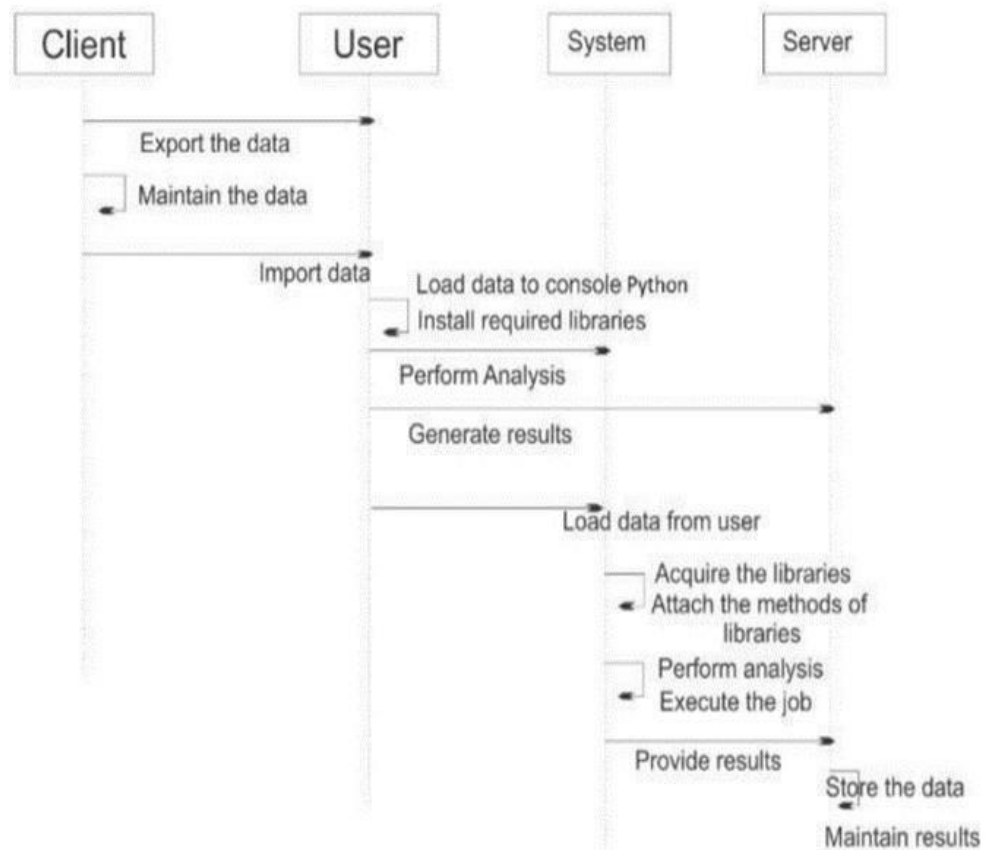 Client
User
System
Server
Export the data
Maintain the data
Import data
Load data to console Python
Install required libraries
Perform Analysis
Generate results
Load data from user
Acquire the libraries
Attach the methods of
libraries
Perform analysis
Execute the job
Provide results
Store the data
Maintain results